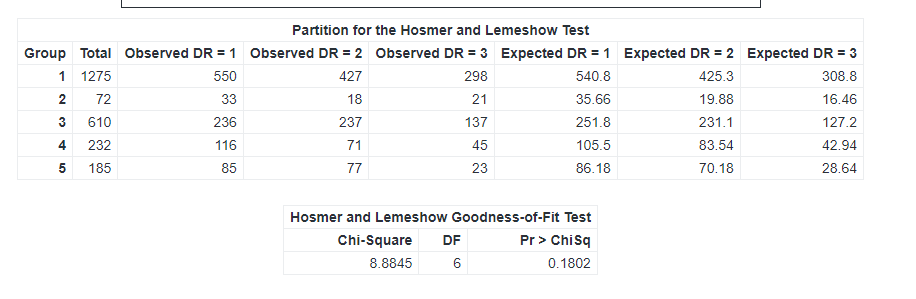 Partition for the Hosmer and Lemeshow Test
Group Total Observed DR = 1 Observed DR = 2 Observed DR = 3 Expected DR = 1 Expected DR = 2 Expected DR = 3
1 1275 550 427 298 540.8 425.3 308.8
2 72 33 18 21 35.66 19.88 16.46
3 610 236 237 137 251.8 231.1 127.2
4 232 116 71 45 105.5 83.54 42.94
5 185 85 77 23 86.18 70.18 28.64
Hosmer and Lemeshow Goodness-of-Fit Test
Chi-Square DF Pr > ChiSq
8.8845 6 0.1802